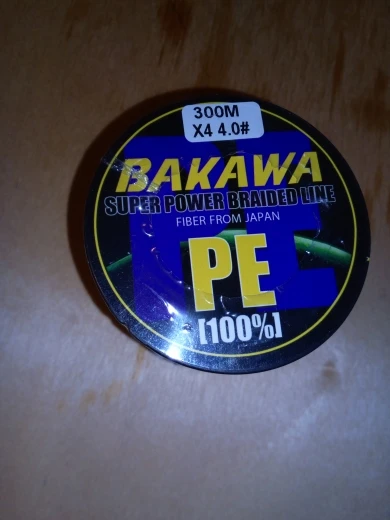 300M
X4 4.0#
BAKAWA
SUPER POWER BRAIDED LINE
FIBER FROM JAPAN
PE
[100%]